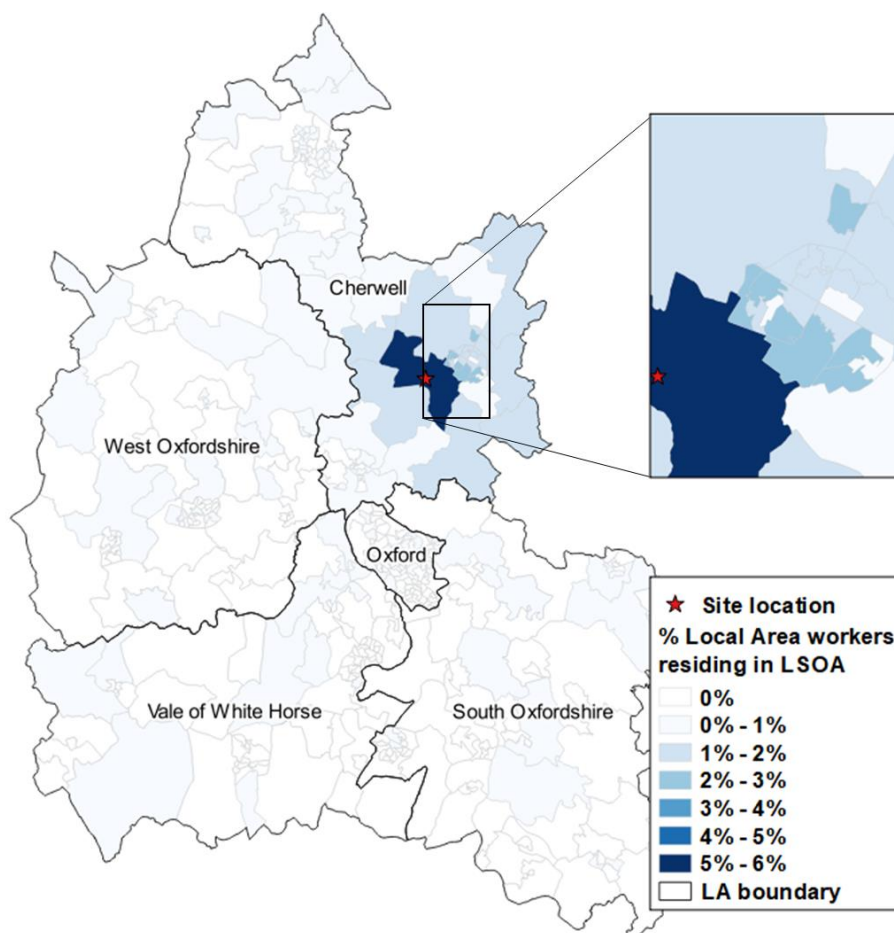 Cherwell
West Oxfordshire
Oxford
Vale of White Horse
South Oxfordshire
Site location
% Local Area workers
residing in LSOA
0%
0% - 1%
1% - 2%
2% - 3%
3% - 4%
4% - 5%
5% - 6%
LA boundary